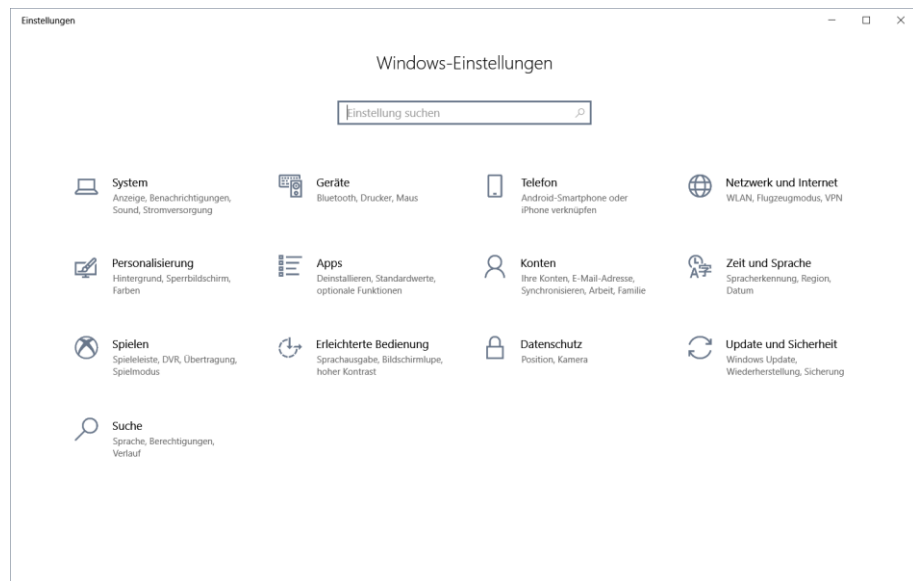 Einstellungen
Windows-Einstellungen
Einstellung suchen
System
Anzeige, Benachrichtigungen,
Sound, Stromversorgung
Geräte
Bluetooth, Drucker, Maus
Telefon
Android-Smartphone oder
iPhone verknüpfen
Netzwerk und Internet
WLAN, Flugzeugmodus, VPN
Personalisierung
Hintergrund, Sperrbildschirm,
Farben
Apps
Deinstallieren, Standardwerte,
optionale Funktionen
Konten
Ihre Konten, E-Mail-Adresse,
Synchronisieren, Arbeit, Familie
Zeit und Sprache
Spracherkennung, Region,
Datum
Spielen
Spieleleiste, DVR, Übertragung,
Spielmodus
Erleichterte Bedienung
Sprachausgabe, Bildschirmlupe,
hoher Kontrast
Datenschutz
Position, Kamera
Update und Sicherheit
Windows Update,
Wiederherstellung, Sicherung
Suche
Sprache, Berechtigungen,
Verlauf